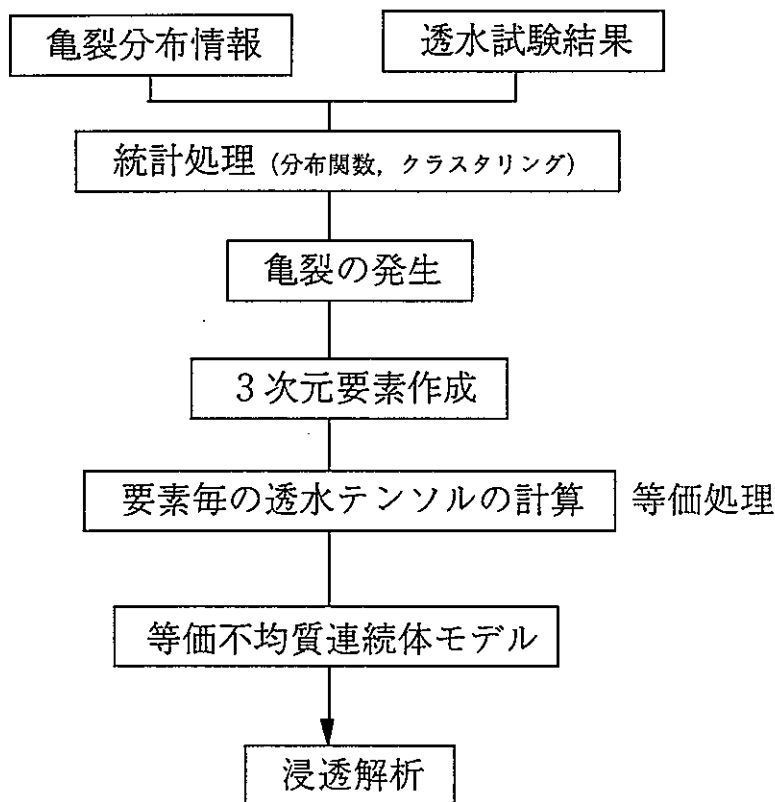 亀裂分布情報
透水試験結果
統計処理(分布関数, クラスタリング)
亀裂の発生
3次元要素作成
要素毎の透水テンソルの計算
等価処理
等価不均質連続体モデル
浸透解析